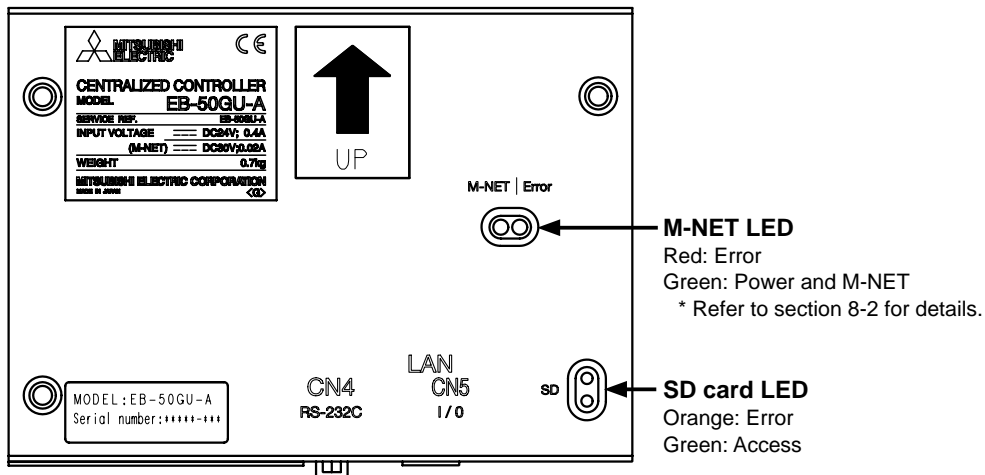 MITSUBISHI
ELECTRIC
CE
CENTRALIZED CONTROLLER
MODEL EB-50GU-A
SERVICE REF. EB-50GU-A
INPUT VOLTAGE DC24V; 0.4A
(M-NET) DC30V;0.02A
WEIGHT 0.7kg
MITSUBISHI ELECTRIC CORPORATION
MADE IN JAPAN <G>
UP
M-NET | Error
M-NET LED
Red: Error
Green: Power and M-NET
* Refer to section 8-2 for details.
LAN
CN4 CN5
RS-232C I/O
SD
SD card LED
Orange: Error
Green: Access
MODEL:EB-50GU-A
Serial number:*****-***